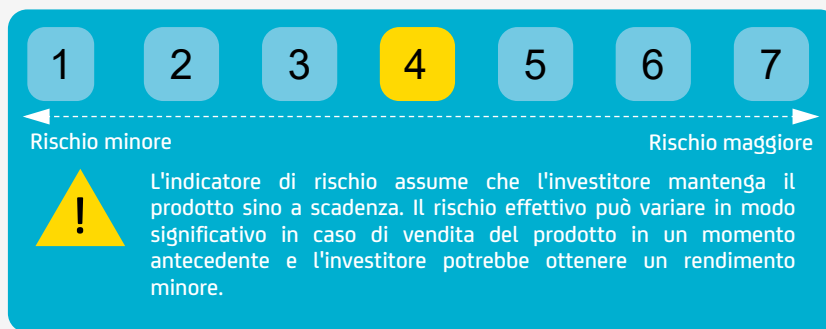 1 2 3 4 5 6 7
Rischio minore Rischio maggiore
!
L'indicatore di rischio assume che l'investitore mantenga il
prodotto sino a scadenza. Il rischio effettivo può variare in modo
significativo in caso di vendita del prodotto in un momento
antecedente e l'investitore potrebbe ottenere un rendimento
minore.